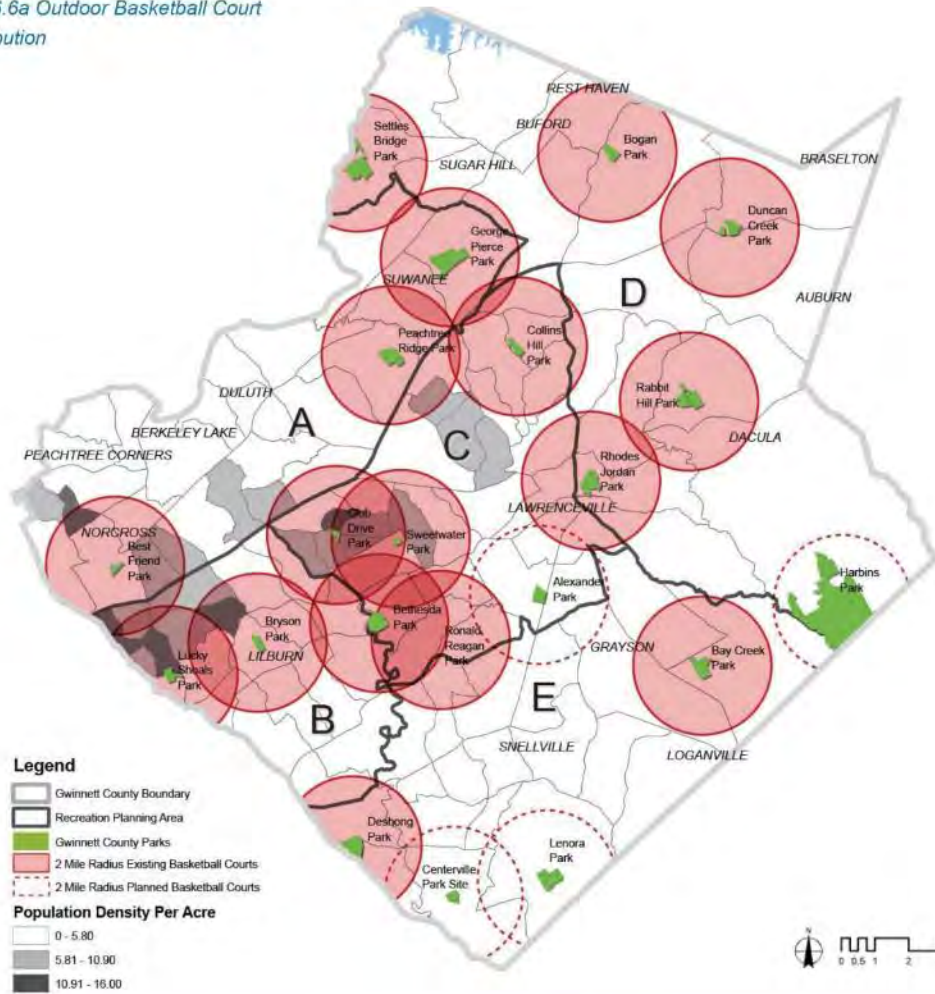 6.6a Outdoor Basketball Court
REST HAVEN
BUFORD
Settles
Bridge
Park
Bogan
Park
SUGAR HILL
BRASELTON
Duncan
Creek
Park
George
Pierce
Park
SUWANEE
D
AUBURN
Peachtree
Ridge Park
Collins
Hill
Park
Rabbit
Hill Park
DULUTH
A
BERKELEY LAKE
C
DACULA
PEACHTREE CORNERS
Rhodes
Jordan
Park
LAWRENCEVILLE
NORCROSS
Best
Friend
Park
Club
Drive
Park
Sweetwater
Park
Alexander
Park
Harbins
Park
Bryson
Park
LILBURN
Bethesda
Park
Ronald
Reagan
Park
GRAYSON
Bay Creek
Park
Lucky
Shoals
Park
B
E
SNELLVILLE
LOGANVILLE
Deshong
Park
Centerville
Park Site
Lenora
Park
Legend
Gwinnett County Boundary
Recreation Planning Area
Gwinnett County Parks
2 Mile Radius Existing Basketball Courts
2 Mile Radius Planned Basketball Courts
Population Density Per Acre
0 - 5.80
5.81 - 10.90
10.91 - 16.00
N
0 0.5 1 2